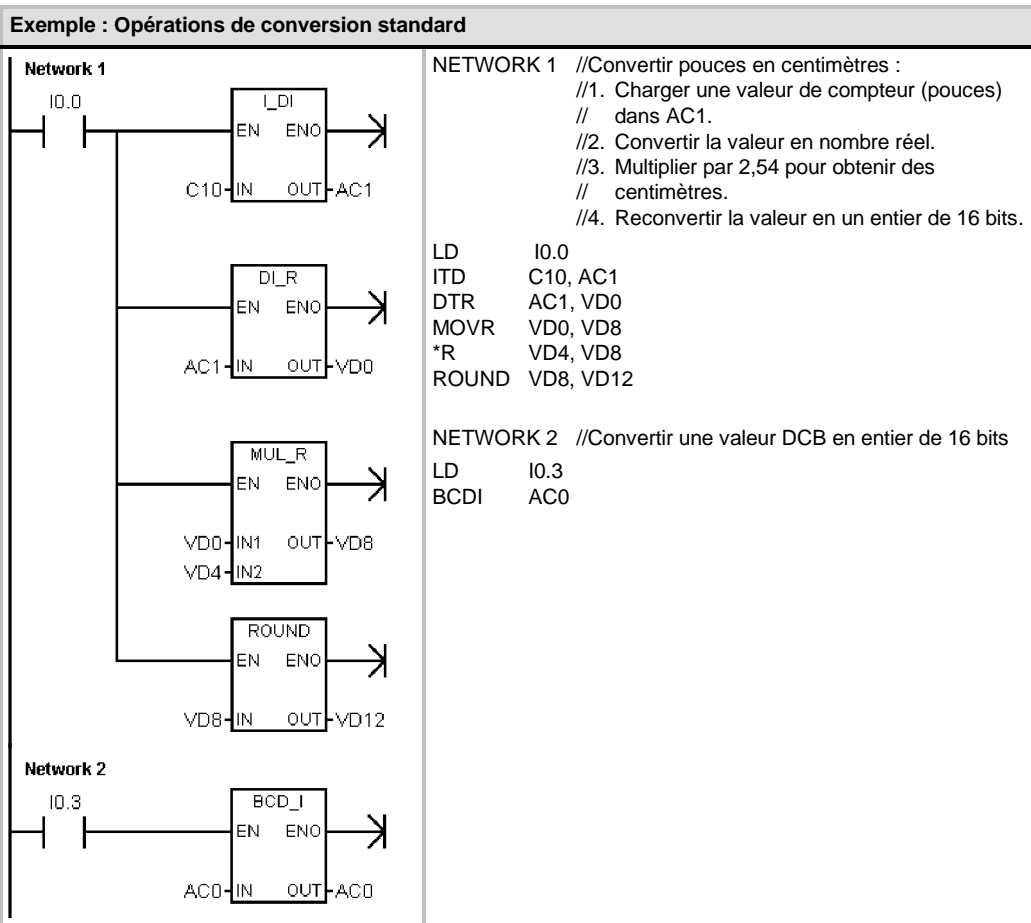 Exemple : Opérations de conversion standard
Network 1
I0.0
I_DI
EN ENO
C10 IN OUT AC1
DI_R
EN ENO
AC1 IN OUT VD0
MUL_R
EN ENO
VD0 IN1 OUT VD8
VD4 IN2
ROUND
EN ENO
VD8 IN OUT VD12
Network 2
I0.3
BCD_I
EN ENO
AC0 IN OUT AC0
NETWORK 1 //Convertir pouces en centimètres :
//1. Charger une valeur de compteur (pouces)
// dans AC1.
//2. Convertir la valeur en nombre réel.
//3. Multiplier par 2,54 pour obtenir des
// centimètres.
//4. Reconvertir la valeur en un entier de 16 bits.
LD I0.0
ITD C10, AC1
DTR AC1, VD0
MOVR VD0, VD8
*R VD4, VD8
ROUND VD8, VD12
NETWORK 2 //Convertir une valeur DCB en entier de 16 bits
LD I0.3
BCDI AC0